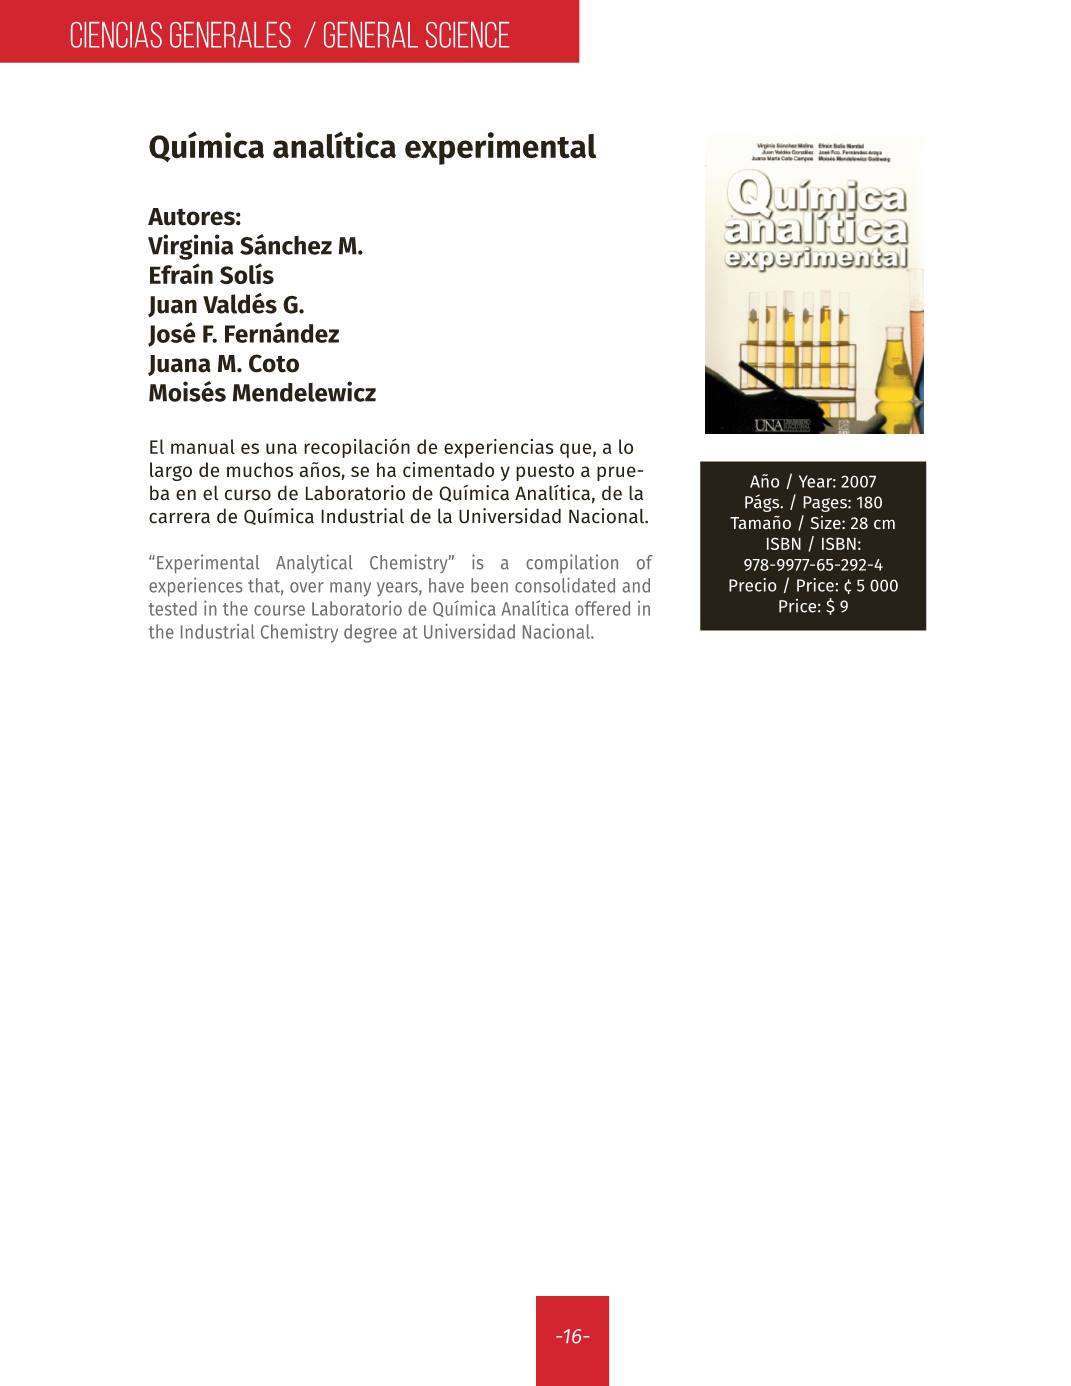 CIENCIAS GENERALES / GENERAL SCIENCE
Química analítica experimental
Autores:
Virginia Sánchez M.
Efraín Solís
Juan Valdés G.
José F. Fernández
Juana M. Coto
Moisés Mendelewicz
El manual es una recopilación de experiencias que, a lo
largo de muchos años, se ha cimentado y puesto a prue-
ba en el curso de Laboratorio de Química Analítica, de la
carrera de Química Industrial de la Universidad Nacional.
“Experimental Analytical Chemistry” is a compilation of
experiences that, over many years, have been consolidated and
tested in the course Laboratorio de Química Analítica offered in
the Industrial Chemistry degree at Universidad Nacional.
Virginia Sánchez Molina Efraín Solís Montiel
Juan Valdés González José Fco. Fernández Araya
Juana María Coto Campos Moisés Mendelewicz
Química
analítica
experimental
UNA
Año / Year: 2007
Págs. / Pages: 180
Tamaño / Size: 28 cm
ISBN / ISBN:
978-9977-65-292-4
Precio / Price: ¢ 5 000
Price: $ 9
-16-